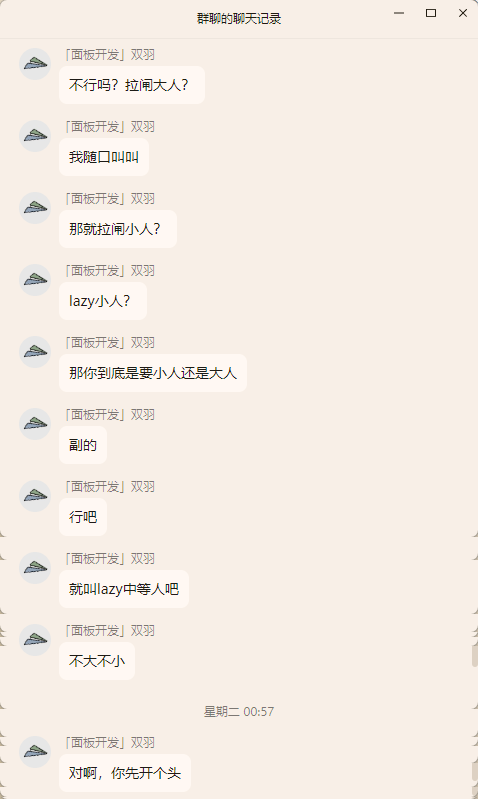 群聊的聊天记录
「面板开发」双羽
不行吗？拉闸大人？
「面板开发」双羽
我随口叫叫
「面板开发」双羽
那就拉闸小人？
「面板开发」双羽
lazy小人？
「面板开发」双羽
那你到底是要小人还是大人
「面板开发」双羽
副的
「面板开发」双羽
行吧
「面板开发」双羽
就叫lazy中等人吧
「面板开发」双羽
不大不小
星期二 00:57
「面板开发」双羽
对啊，你先开个头